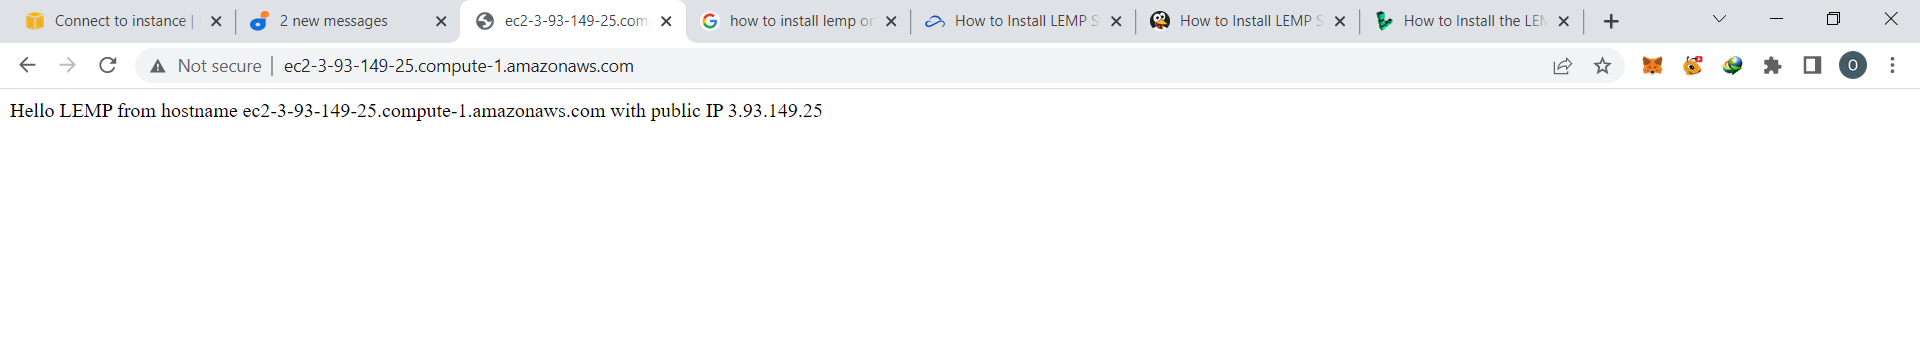 Connect to instance |
2 new messages
ec2-3-93-149-25.com
how to install lemp on
How to Install LEMP S
How to Install LEMP S
How to Install the LEM
Not secure
ec2-3-93-149-25.compute-1.amazonaws.com
O
Hello LEMP from hostname ec2-3-93-149-25.compute-1.amazonaws.com with public IP 3.93.149.25